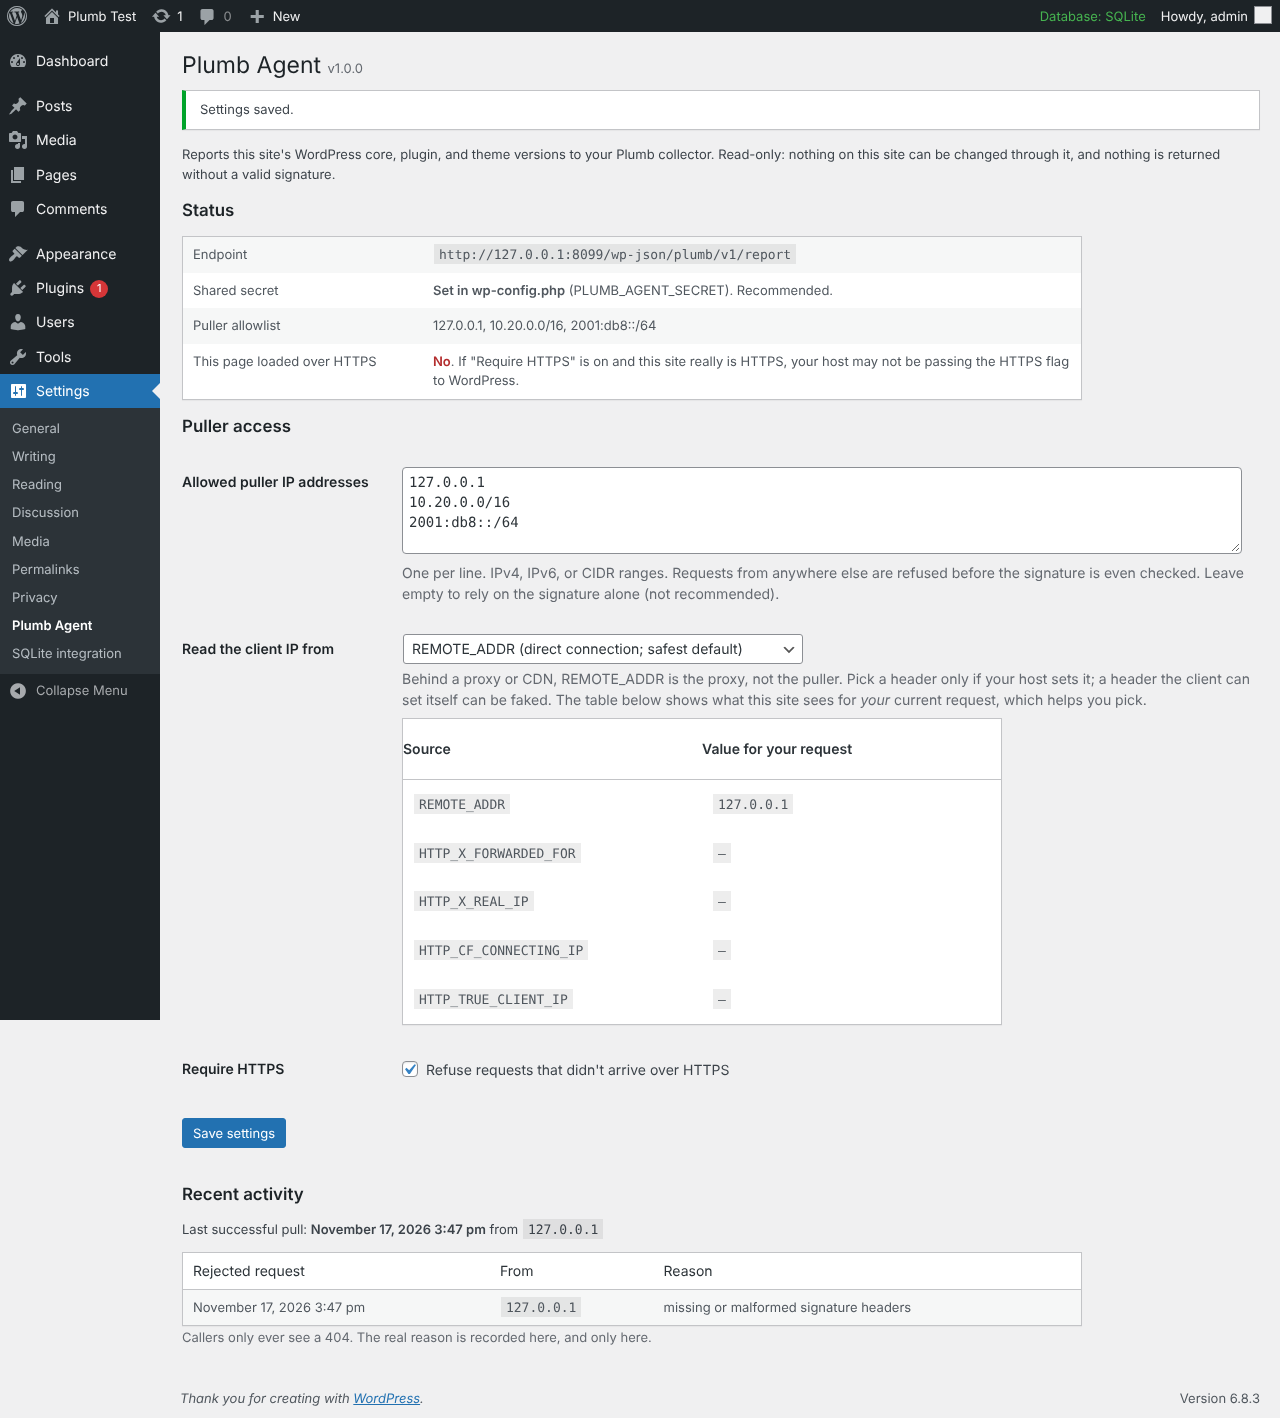 Plumb Test 1 0 New Database: SQLite Howdy, admin
Dashboard
Posts
Media
Pages
Comments
Appearance
Plugins 1
Users
Tools
Settings
General
Writing
Reading
Discussion
Media
Permalinks
Privacy
Plumb Agent
SQLite integration
Collapse Menu
Plumb Agent v1.0.0
Settings saved.
Reports this site's WordPress core, plugin, and theme versions to your Plumb collector. Read-only: nothing on this site can be changed through it, and nothing is returned
without a valid signature.
Status
Endpoint http://127.0.0.1:8099/wp-json/plumb/v1/report
Shared secret Set in wp-config.php (PLUMB_AGENT_SECRET). Recommended.
Puller allowlist 127.0.0.1, 10.20.0.0/16, 2001:db8::/64
This page loaded over HTTPS No. If "Require HTTPS" is on and this site really is HTTPS, your host may not be passing the HTTPS flag
to WordPress.
Puller access
Allowed puller IP addresses 127.0.0.1
10.20.0.0/16
2001:db8::/64
One per line. IPv4, IPv6, or CIDR ranges. Requests from anywhere else are refused before the signature is even checked. Leave
empty to rely on the signature alone (not recommended).
Read the client IP from REMOTE_ADDR (direct connection; safest default)
Behind a proxy or CDN, REMOTE_ADDR is the proxy, not the puller. Pick a header only if your host sets it; a header the client can
set itself can be faked. The table below shows what this site sees for your current request, which helps you pick.
Source Value for your request
REMOTE_ADDR 127.0.0.1
HTTP_X_FORWARDED_FOR —
HTTP_X_REAL_IP —
HTTP_CF_CONNECTING_IP —
HTTP_TRUE_CLIENT_IP —
Require HTTPS Refuse requests that didn't arrive over HTTPS
Save settings
Recent activity
Last successful pull: November 17, 2026 3:47 pm from 127.0.0.1
Rejected request From Reason
November 17, 2026 3:47 pm 127.0.0.1 missing or malformed signature headers
Callers only ever see a 404. The real reason is recorded here, and only here.
Thank you for creating with WordPress. Version 6.8.3